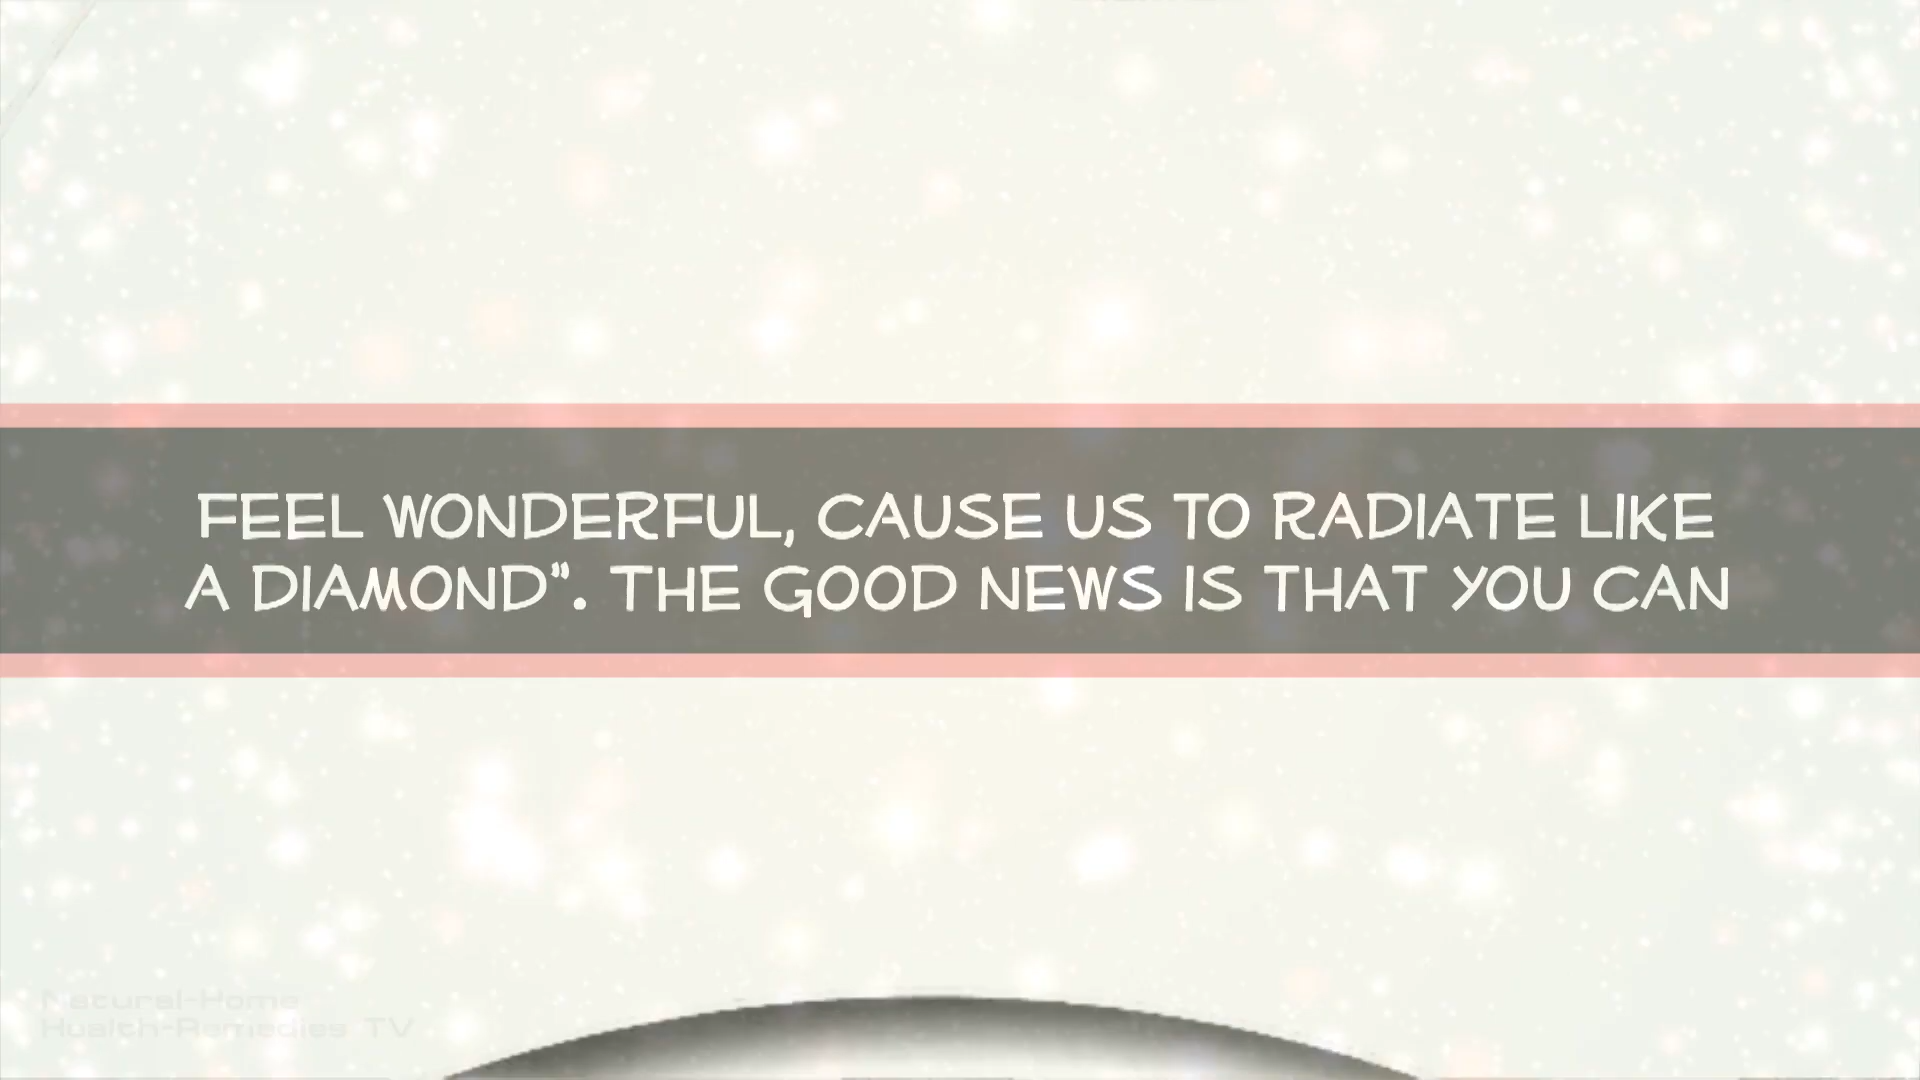 FEEL WONDERFUL, CAUSE US TO RADIATE LIKE
A DIAMOND”. THE GOOD NEWS IS THAT YOU CAN
Natural-Home
Health-Remedies TV